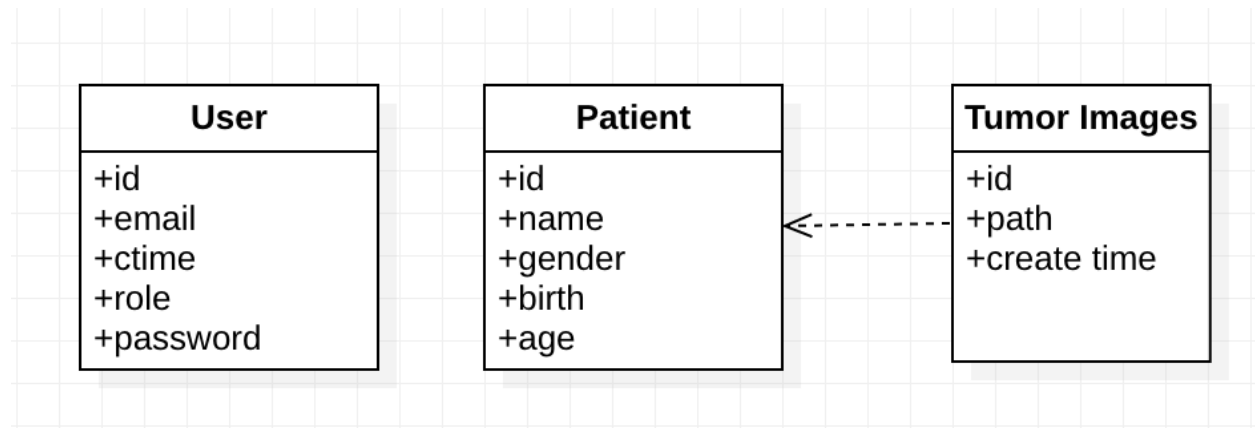 User
+id
+email
+ctime
+role
+password
Patient
+id
+name
+gender
+birth
+age
Tumor Images
+id
+path
+create time